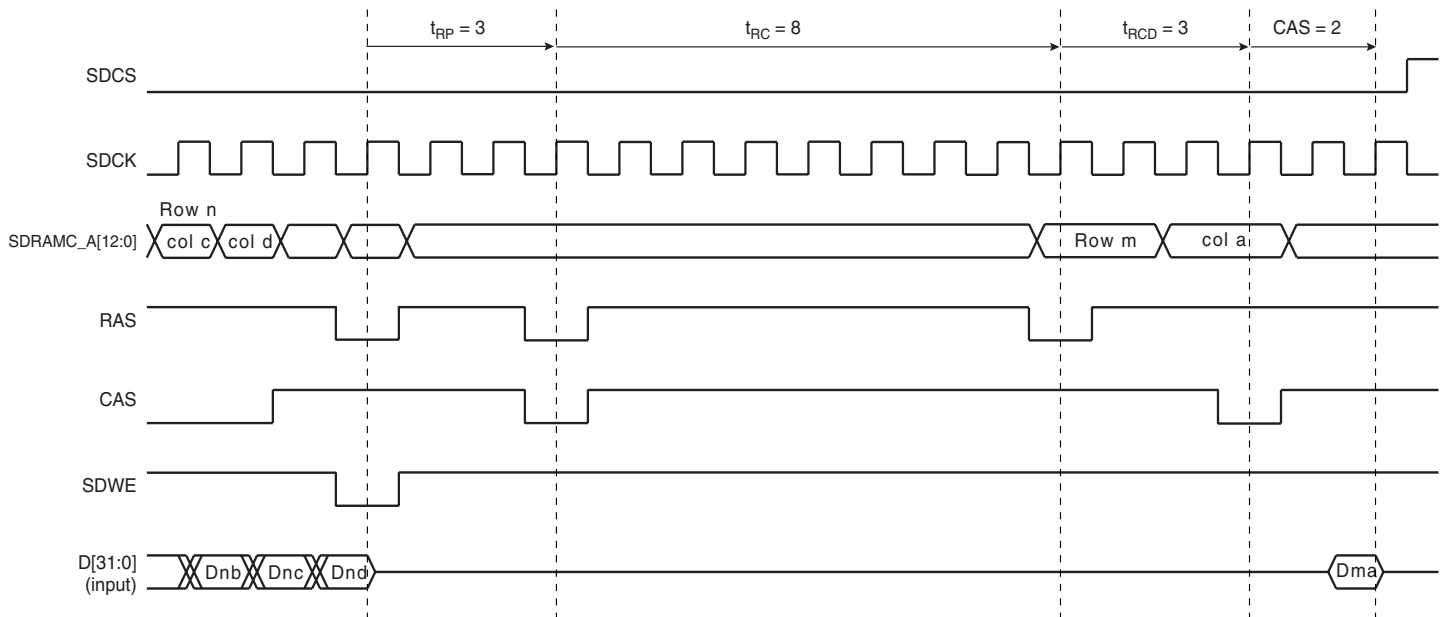 tRP = 3
tRC = 8
tRCD = 3
CAS = 2
SDCS
SDCK
Row n
SDRAMC_A[12:0]
col c
col d
Row m
col a
RAS
CAS
SDWE
D[31:0]
(input)
Dnb
Dnc
Dnd
Dma